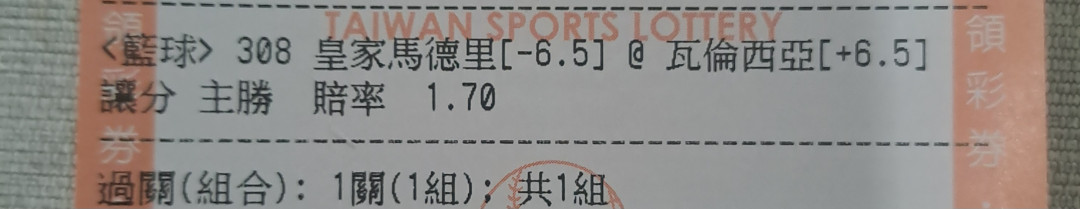 TAIWAN SPORTS LOTTERY
<籃球> 308 皇家馬德里[-6.5] @ 瓦倫西亞[+6.5]
讓分 主勝 賠率 1.70
過關(組合): 1關(1組); 共1組
領彩券
領彩券